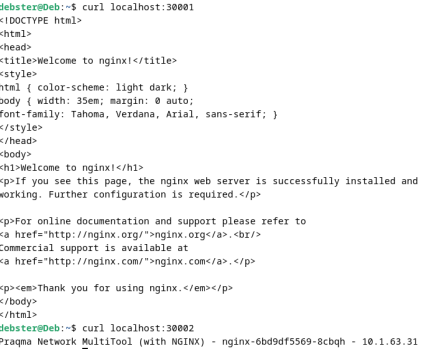 debster@Deb:~$ curl localhost:30001
<!DOCTYPE html>
<html>
<head>
<title>Welcome to nginx!</title>
<style>
html { color-scheme: light dark; }
body { width: 35em; margin: 0 auto;
font-family: Tahoma, Verdana, Arial, sans-serif; }
</style>
</head>
<body>
<h1>Welcome to nginx!</h1>
<p>If you see this page, the nginx web server is successfully installed and
working. Further configuration is required.</p>

<p>For online documentation and support please refer to
<a href="http://nginx.org/">nginx.org</a>.<br/>
Commercial support is available at
<a href="http://nginx.com/">nginx.com</a>.</p>

<p><em>Thank you for using nginx.</em></p>
</body>
</html>
debster@Deb:~$ curl localhost:30002
Praqma Network MultiTool (with NGINX) - nginx-6bd9df5569-8cbqh - 10.1.63.31